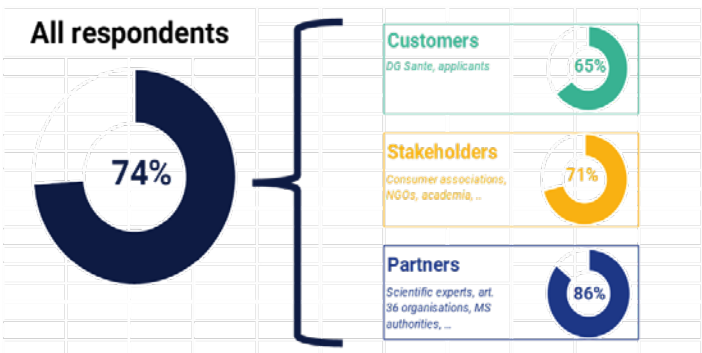 All respondents
74%
Customers
DG Sante, applicants
65%
Stakeholders
Consumer associations,
NGOs, academia, ..
71%
Partners
Scientific experts, art.
36 organisations, MS
authorities, ...
86%